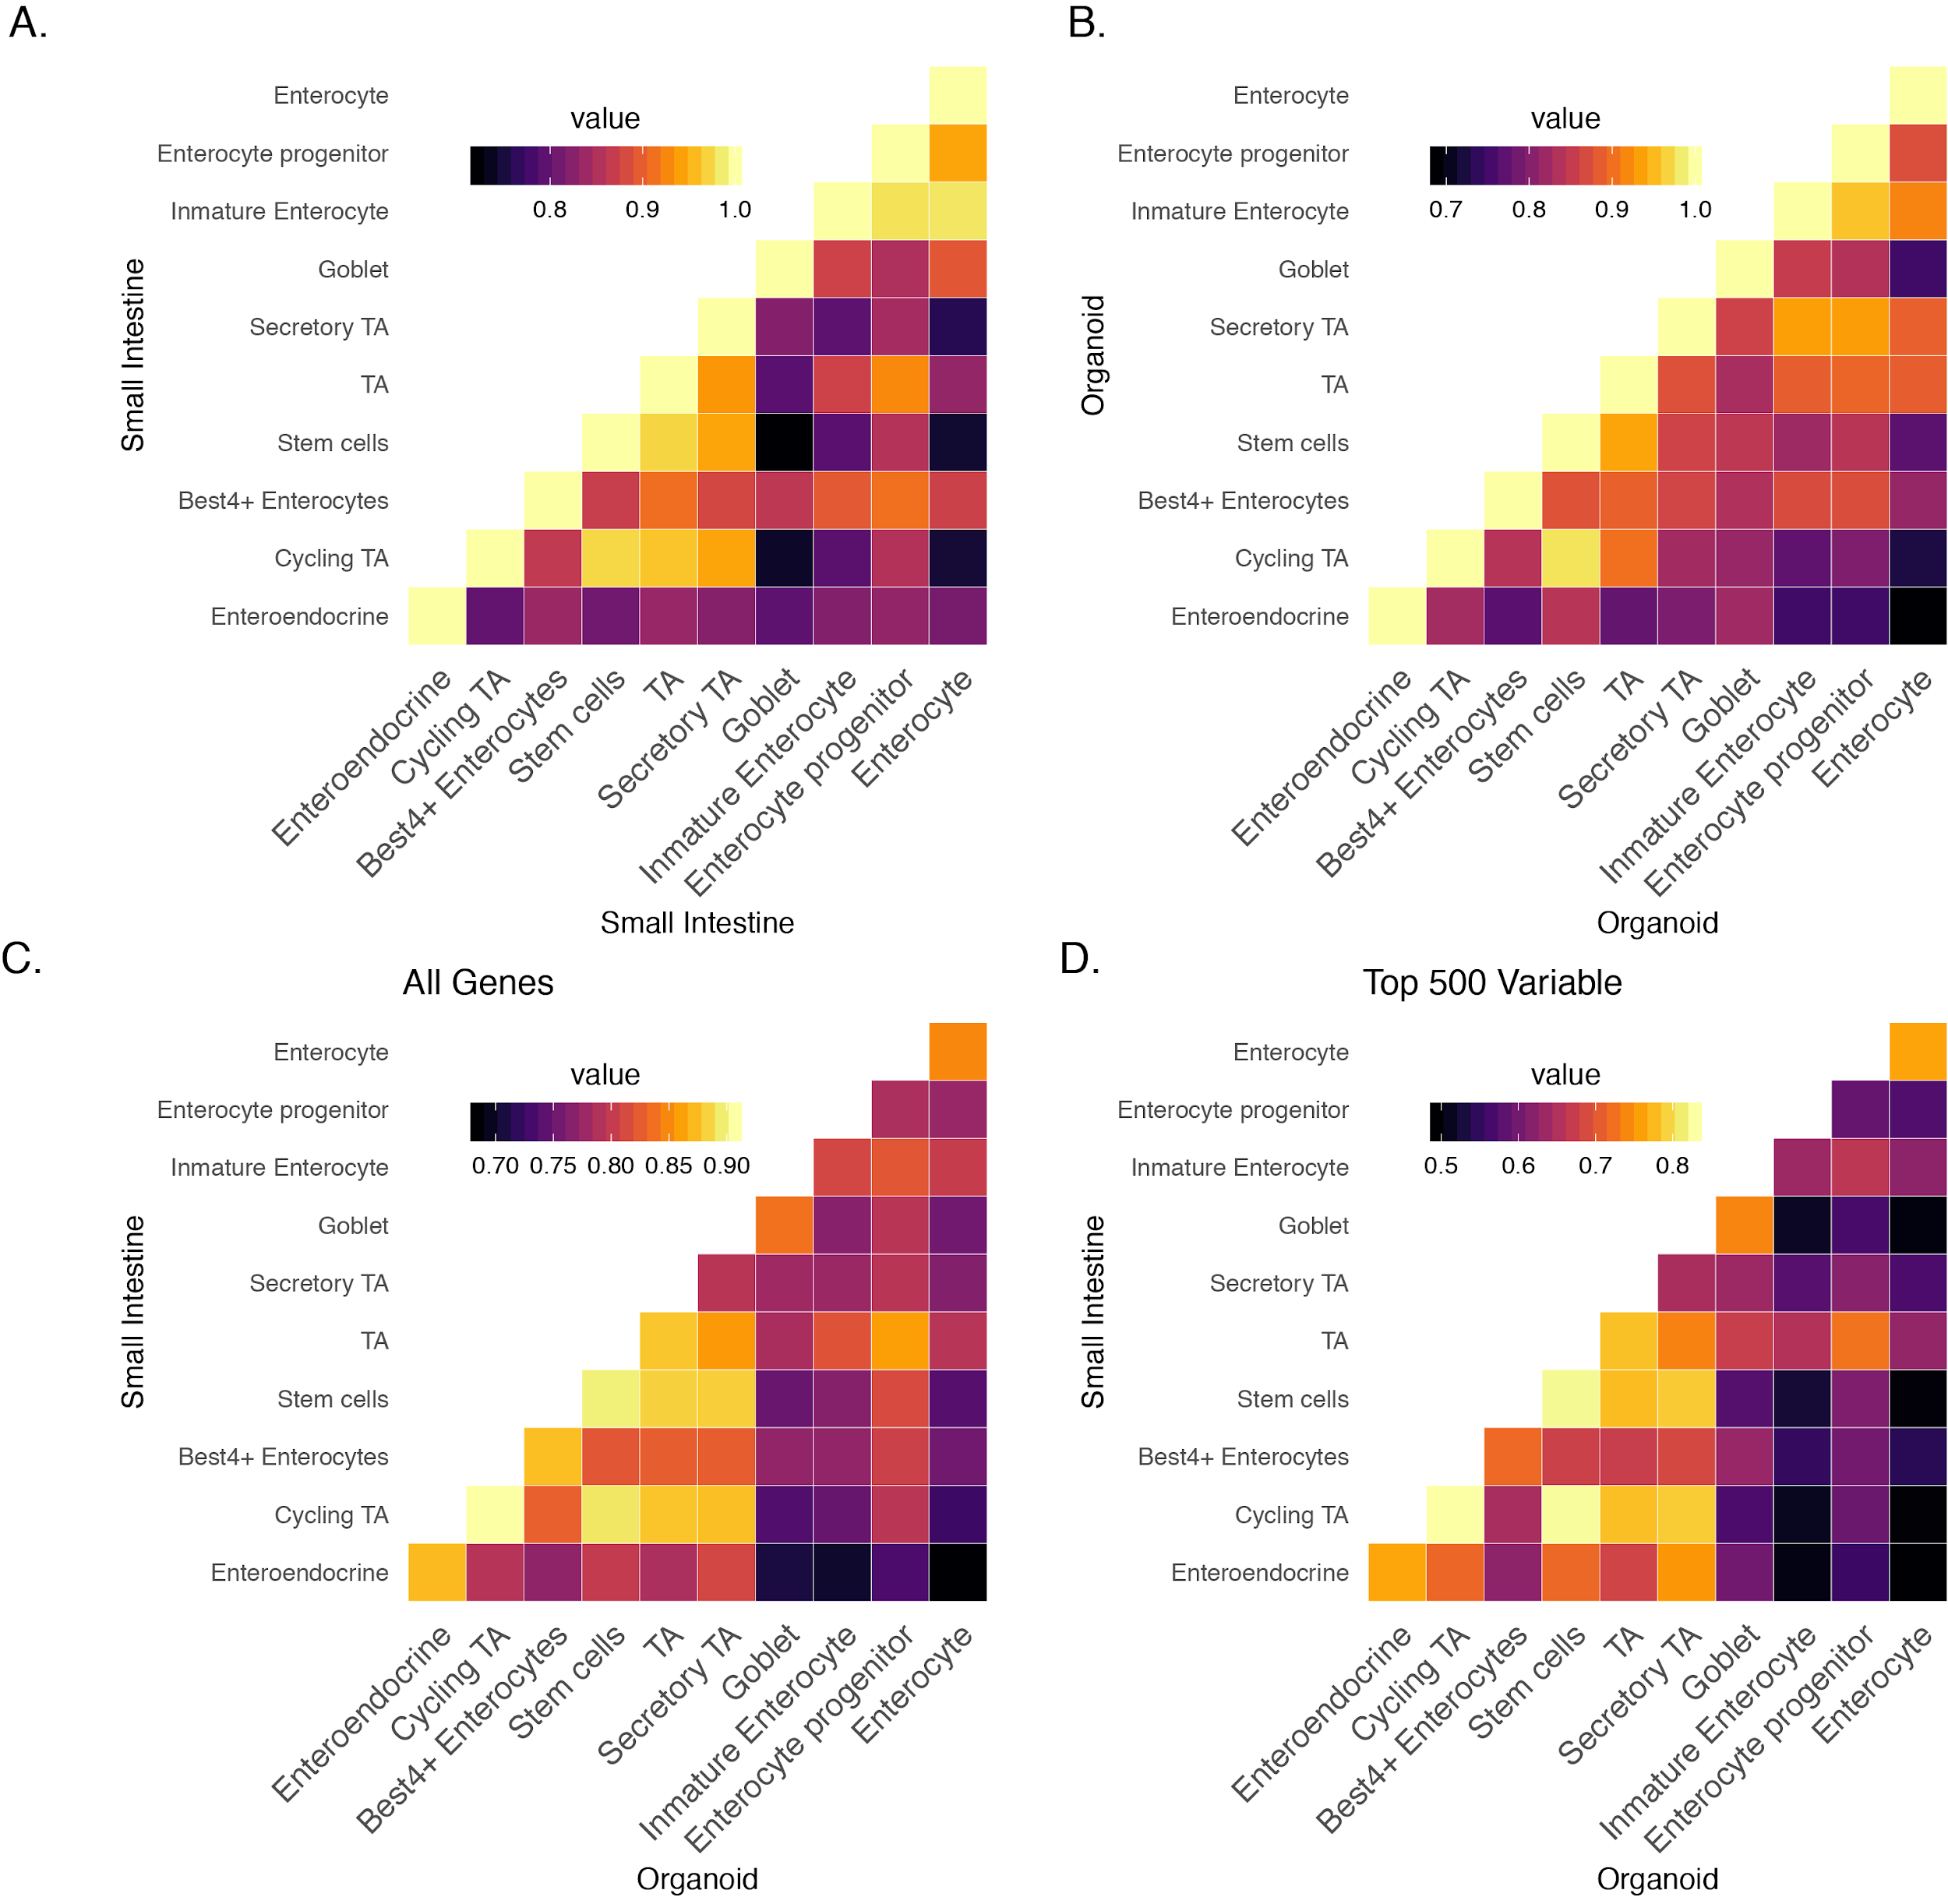 A.
Small Intestine
Enterocyte
Enterocyte progenitor
Inmature Enterocyte
Goblet
Secretory TA
TA
Stem cells
Best4+ Enterocytes
Cycling TA
Enteroendocrine
value
0.8 0.9 1.0
Enteroendocrine
Cycling TA
Best4+ Enterocytes
Stem cells
TA
Secretory TA
Goblet
Inmature Enterocyte
Enterocyte progenitor
Enterocyte
Small Intestine
B.
Organoid
Enterocyte
Enterocyte progenitor
Inmature Enterocyte
Goblet
Secretory TA
TA
Stem cells
Best4+ Enterocytes
Cycling TA
Enteroendocrine
value
0.7 0.8 0.9 1.0
Enteroendocrine
Cycling TA
Best4+ Enterocytes
Stem cells
TA
Secretory TA
Goblet
Inmature Enterocyte
Enterocyte progenitor
Enterocyte
Organoid
C.
All Genes
Small Intestine
Enterocyte
Enterocyte progenitor
Inmature Enterocyte
Goblet
Secretory TA
TA
Stem cells
Best4+ Enterocytes
Cycling TA
Enteroendocrine
value
0.70 0.75 0.80 0.85 0.90
Enteroendocrine
Cycling TA
Best4+ Enterocytes
Stem cells
TA
Secretory TA
Goblet
Inmature Enterocyte
Enterocyte progenitor
Enterocyte
Organoid
D.
Top 500 Variable
Small Intestine
Enterocyte
Enterocyte progenitor
Inmature Enterocyte
Goblet
Secretory TA
TA
Stem cells
Best4+ Enterocytes
Cycling TA
Enteroendocrine
value
0.5 0.6 0.7 0.8
Enteroendocrine
Cycling TA
Best4+ Enterocytes
Stem cells
TA
Secretory TA
Goblet
Inmature Enterocyte
Enterocyte progenitor
Enterocyte
Organoid